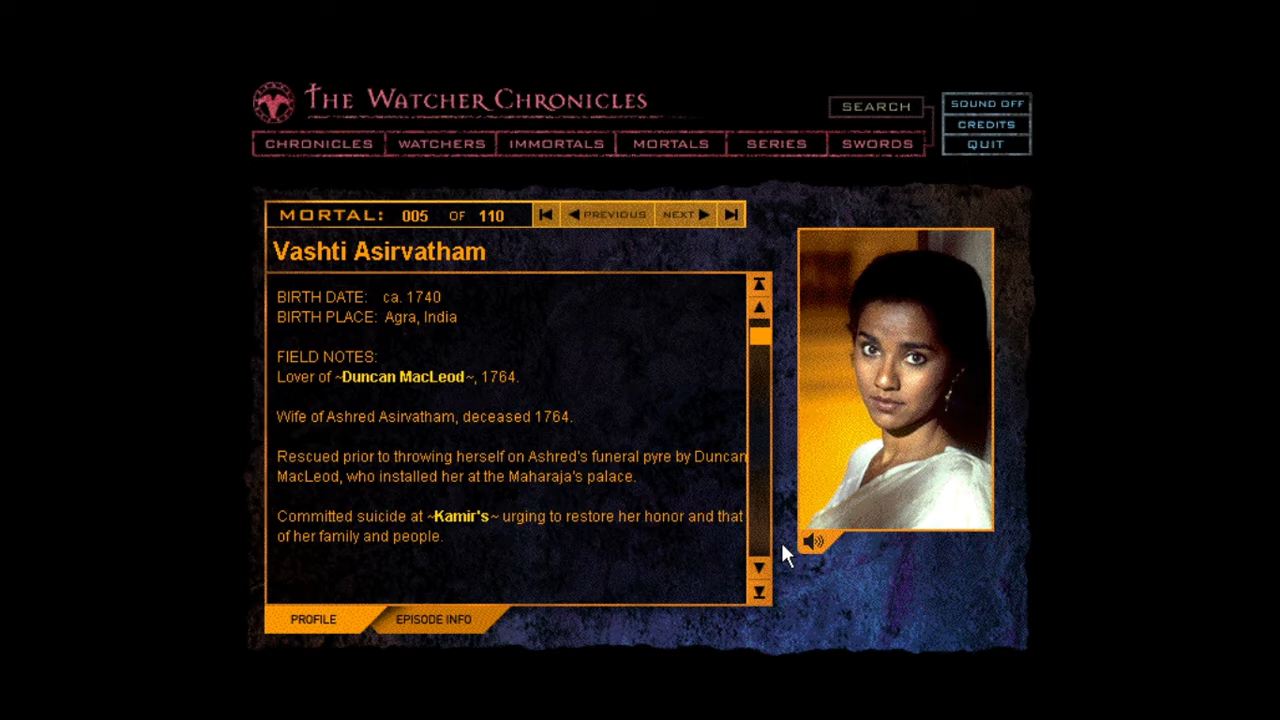 THE WATCHER CHRONICLES
SEARCH
SOUND OFF
CREDITS
QUIT
CHRONICLES WATCHERS IMMORTALS MORTALS SERIES SWORDS
MORTAL: 005 OF 110 PREVIOUS NEXT
Vashti Asirvatham
BIRTH DATE: ca. 1740
BIRTH PLACE: Agra, India
FIELD NOTES:
Lover of ~Duncan MacLeod~, 1764.
Wife of Ashred Asirvatham, deceased 1764.
Rescued prior to throwing herself on Ashred's funeral pyre by Duncan
MacLeod, who installed her at the Maharaja's palace.
Committed suicide at ~Kamir's~ urging to restore her honor and that
of her family and people.
PROFILE EPISODE INFO